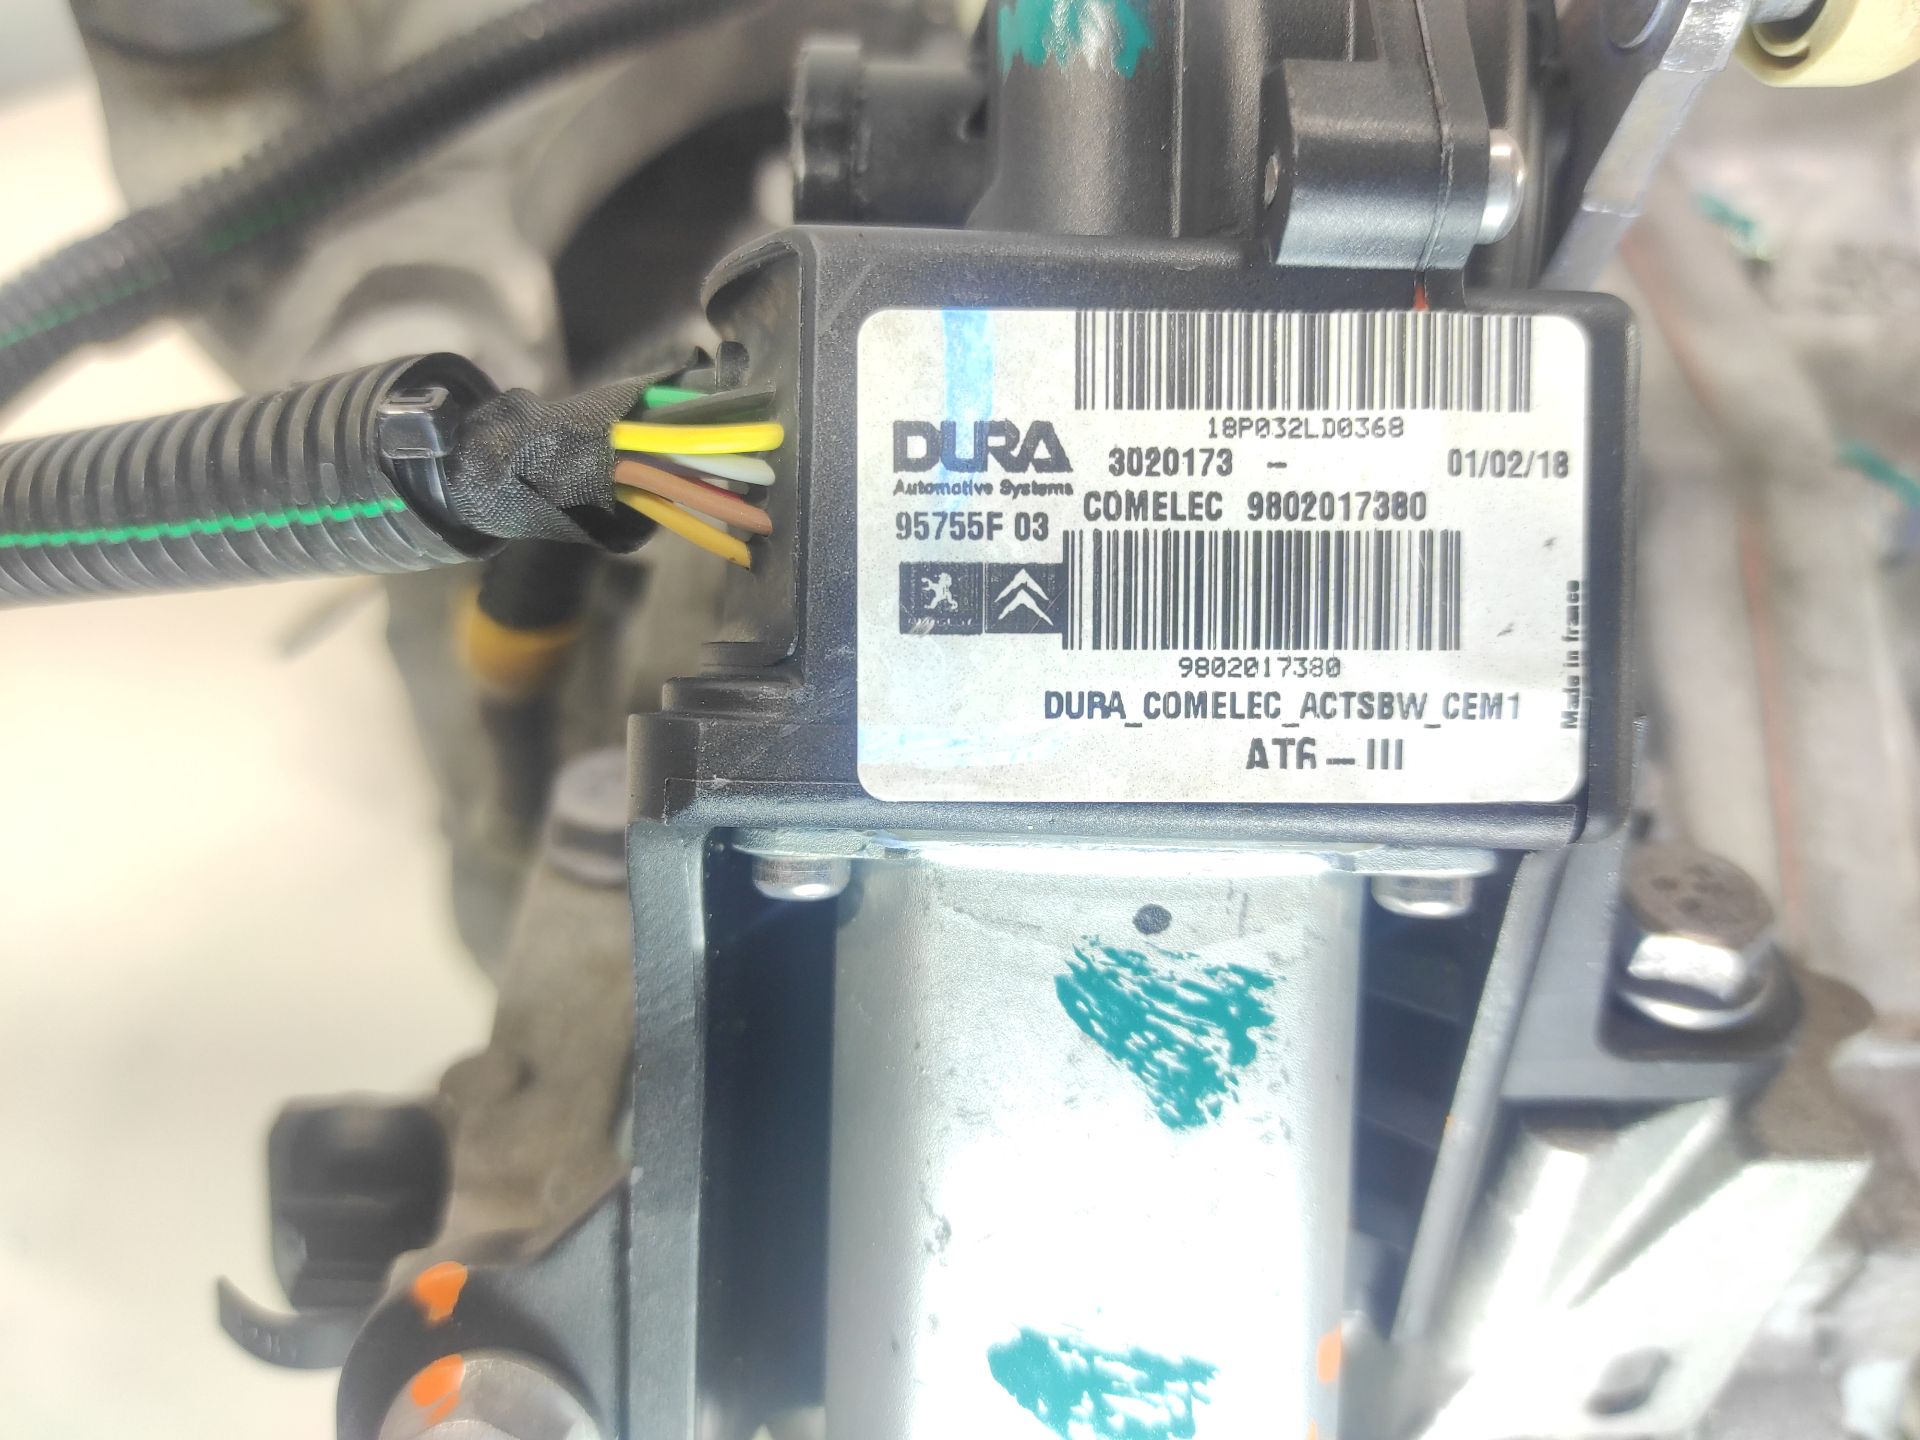 18P032LD0368
DURA
Automotive Systems
3020173 - 01/02/18
COMELEC 9802017380
95755F 03
9802017380
DURA_COMELEC_ACTSBW_CEM1
AT6-III
Made in france